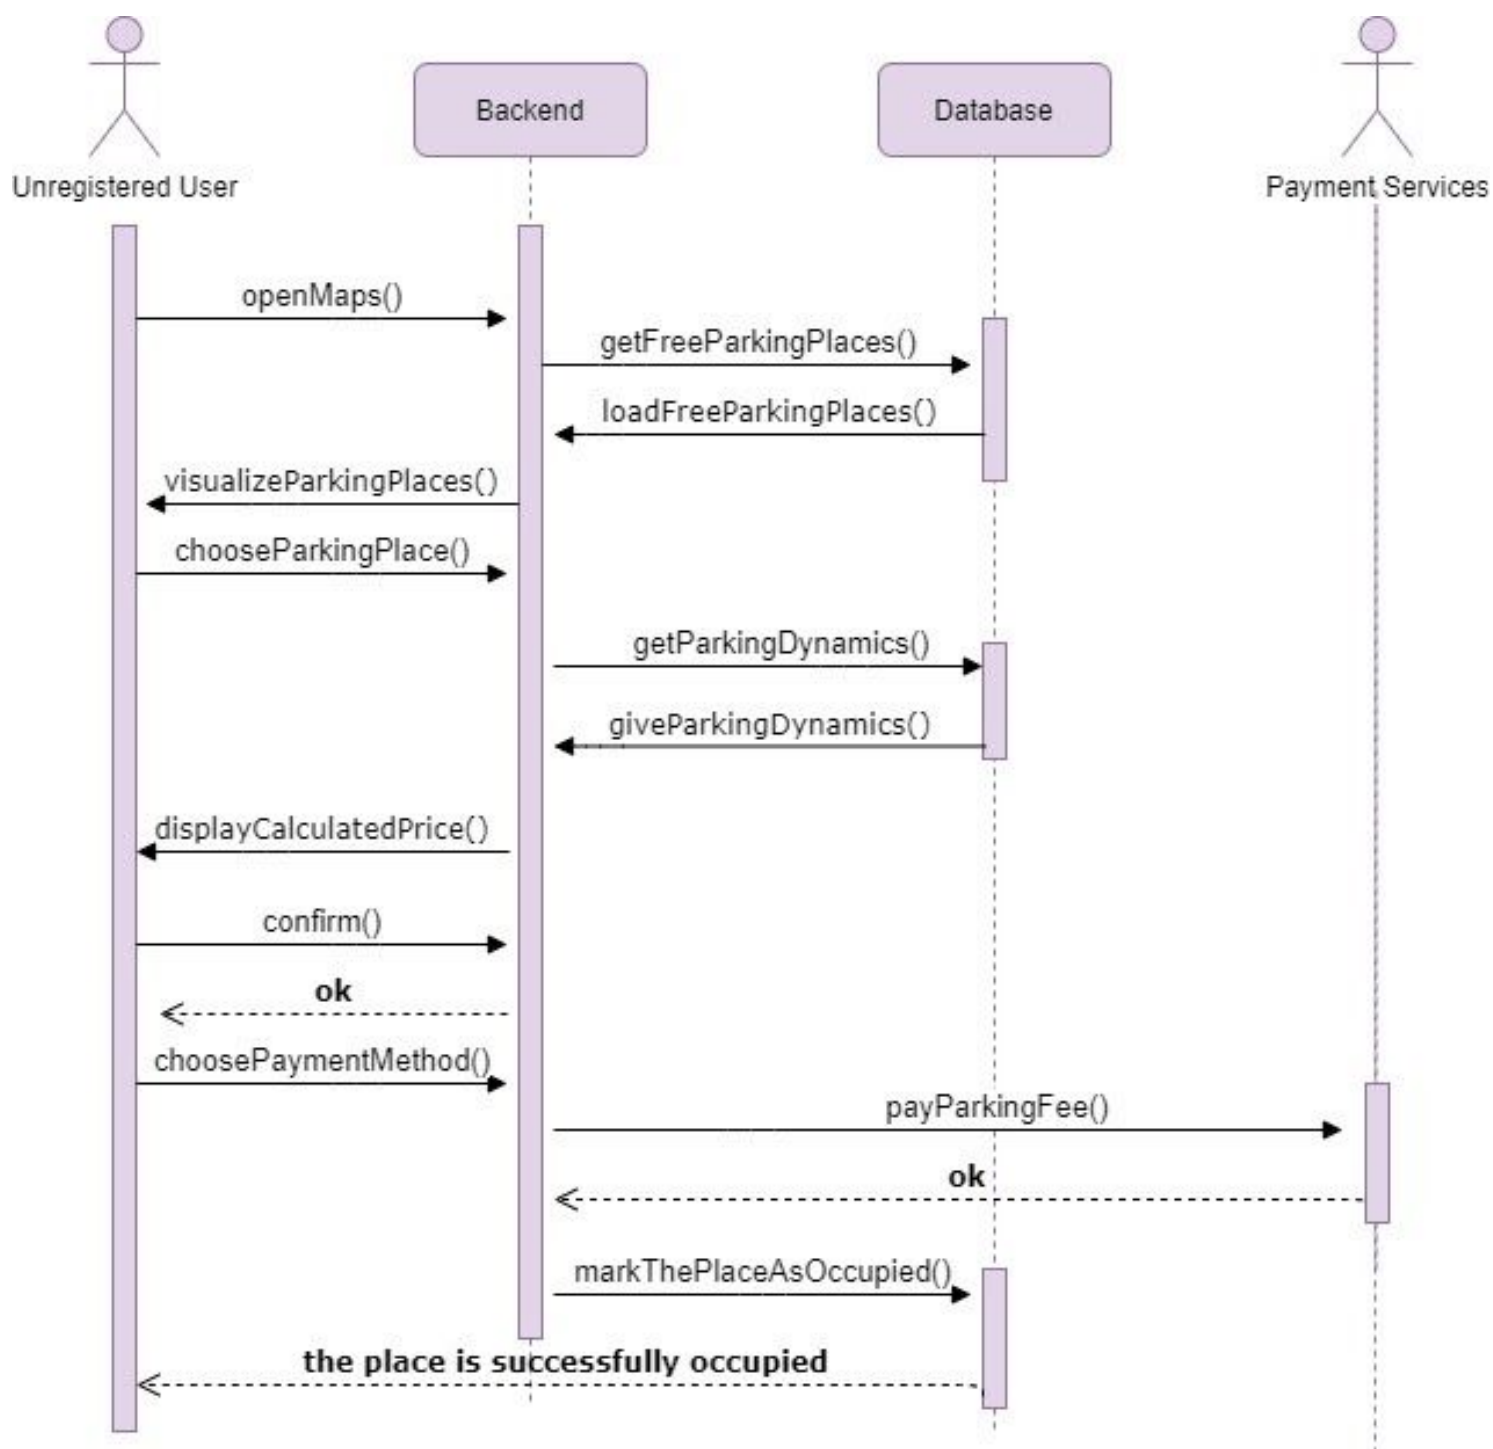 Backend
Database
Unregistered User
Payment Services
openMaps()
getFreeParkingPlaces()
loadFreeParkingPlaces()
visualizeParkingPlaces()
chooseParkingPlace()
getParkingDynamics()
giveParkingDynamics()
displayCalculatedPrice()
confirm()
ok
choosePaymentMethod()
payParkingFee()
ok
markThePlaceAsOccupied()
the place is successfully occupied